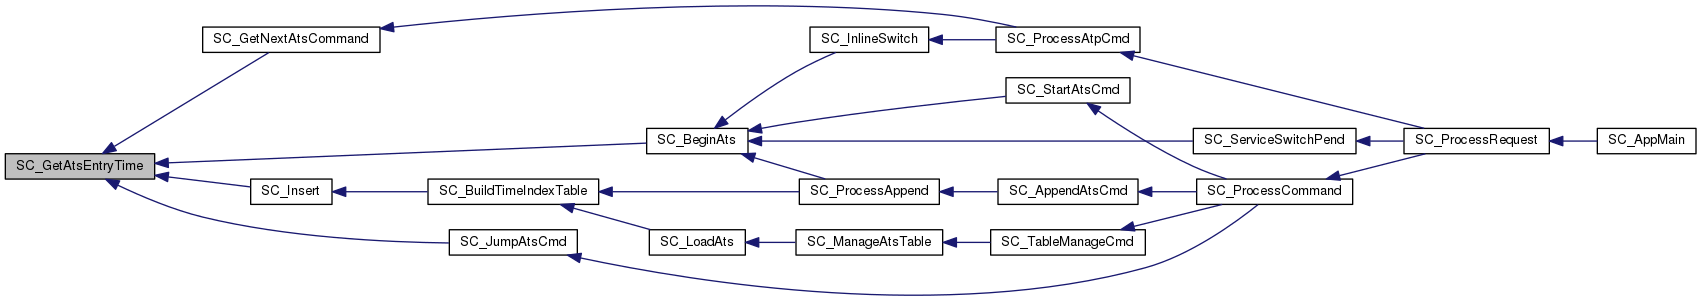 SC_GetNextAtsCommand
SC_InlineSwitch
SC_ProcessAtpCmd
SC_StartAtsCmd
SC_BeginAts
SC_ServiceSwitchPend
SC_ProcessRequest
SC_AppMain
SC_GetAtsEntryTime
SC_Insert
SC_BuildTimeIndexTable
SC_ProcessAppend
SC_AppendAtsCmd
SC_ProcessCommand
SC_JumpAtsCmd
SC_LoadAts
SC_ManageAtsTable
SC_TableManageCmd